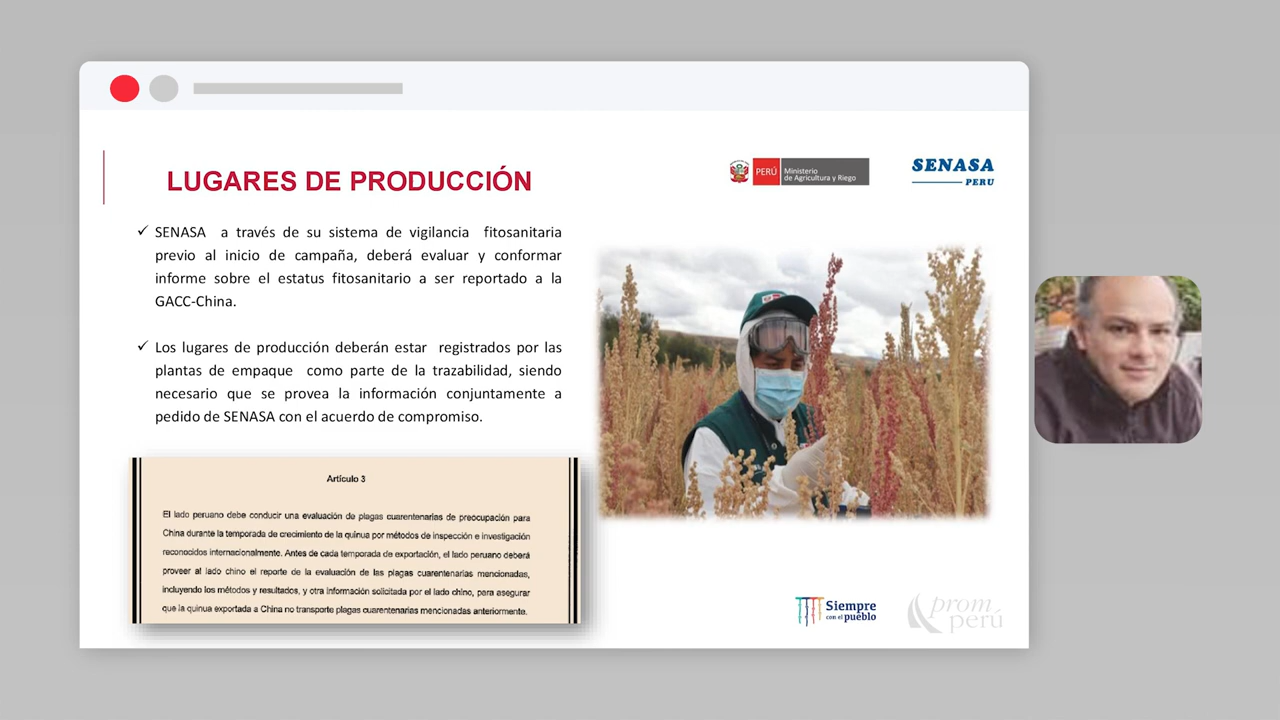 LUGARES DE PRODUCCIÓN
PERÚ
Ministerio
de Agricultura y Riego
SENASA
PERU
✓ SENASA a través de su sistema de vigilancia fitosanitaria
previo al inicio de campaña, deberá evaluar y conformar
informe sobre el estatus fitosanitario a ser reportado a la
GACC-China.
✓ Los lugares de producción deberán estar registrados por las
plantas de empaque como parte de la trazabilidad, siendo
necesario que se provea la información conjuntamente a
pedido de SENASA con el acuerdo de compromiso.
Artículo 3
El lado peruano debe conducir una evaluación de plagas cuarentenarias de preocupación para
China durante la temporada de crecimiento de la quinua por métodos de inspección e investigación
reconocidos internacionalmente. Antes de cada temporada de exportación, el lado peruano deberá
proveer al lado chino el reporte de la evaluación de las plagas cuarentenarias mencionadas,
incluyendo los métodos y resultados, y otra información solicitada por el lado chino, para asegurar
que la quinua exportada a China no transporte plagas cuarentenarias mencionadas anteriormente.
Siempre
con el pueblo
prom
perú